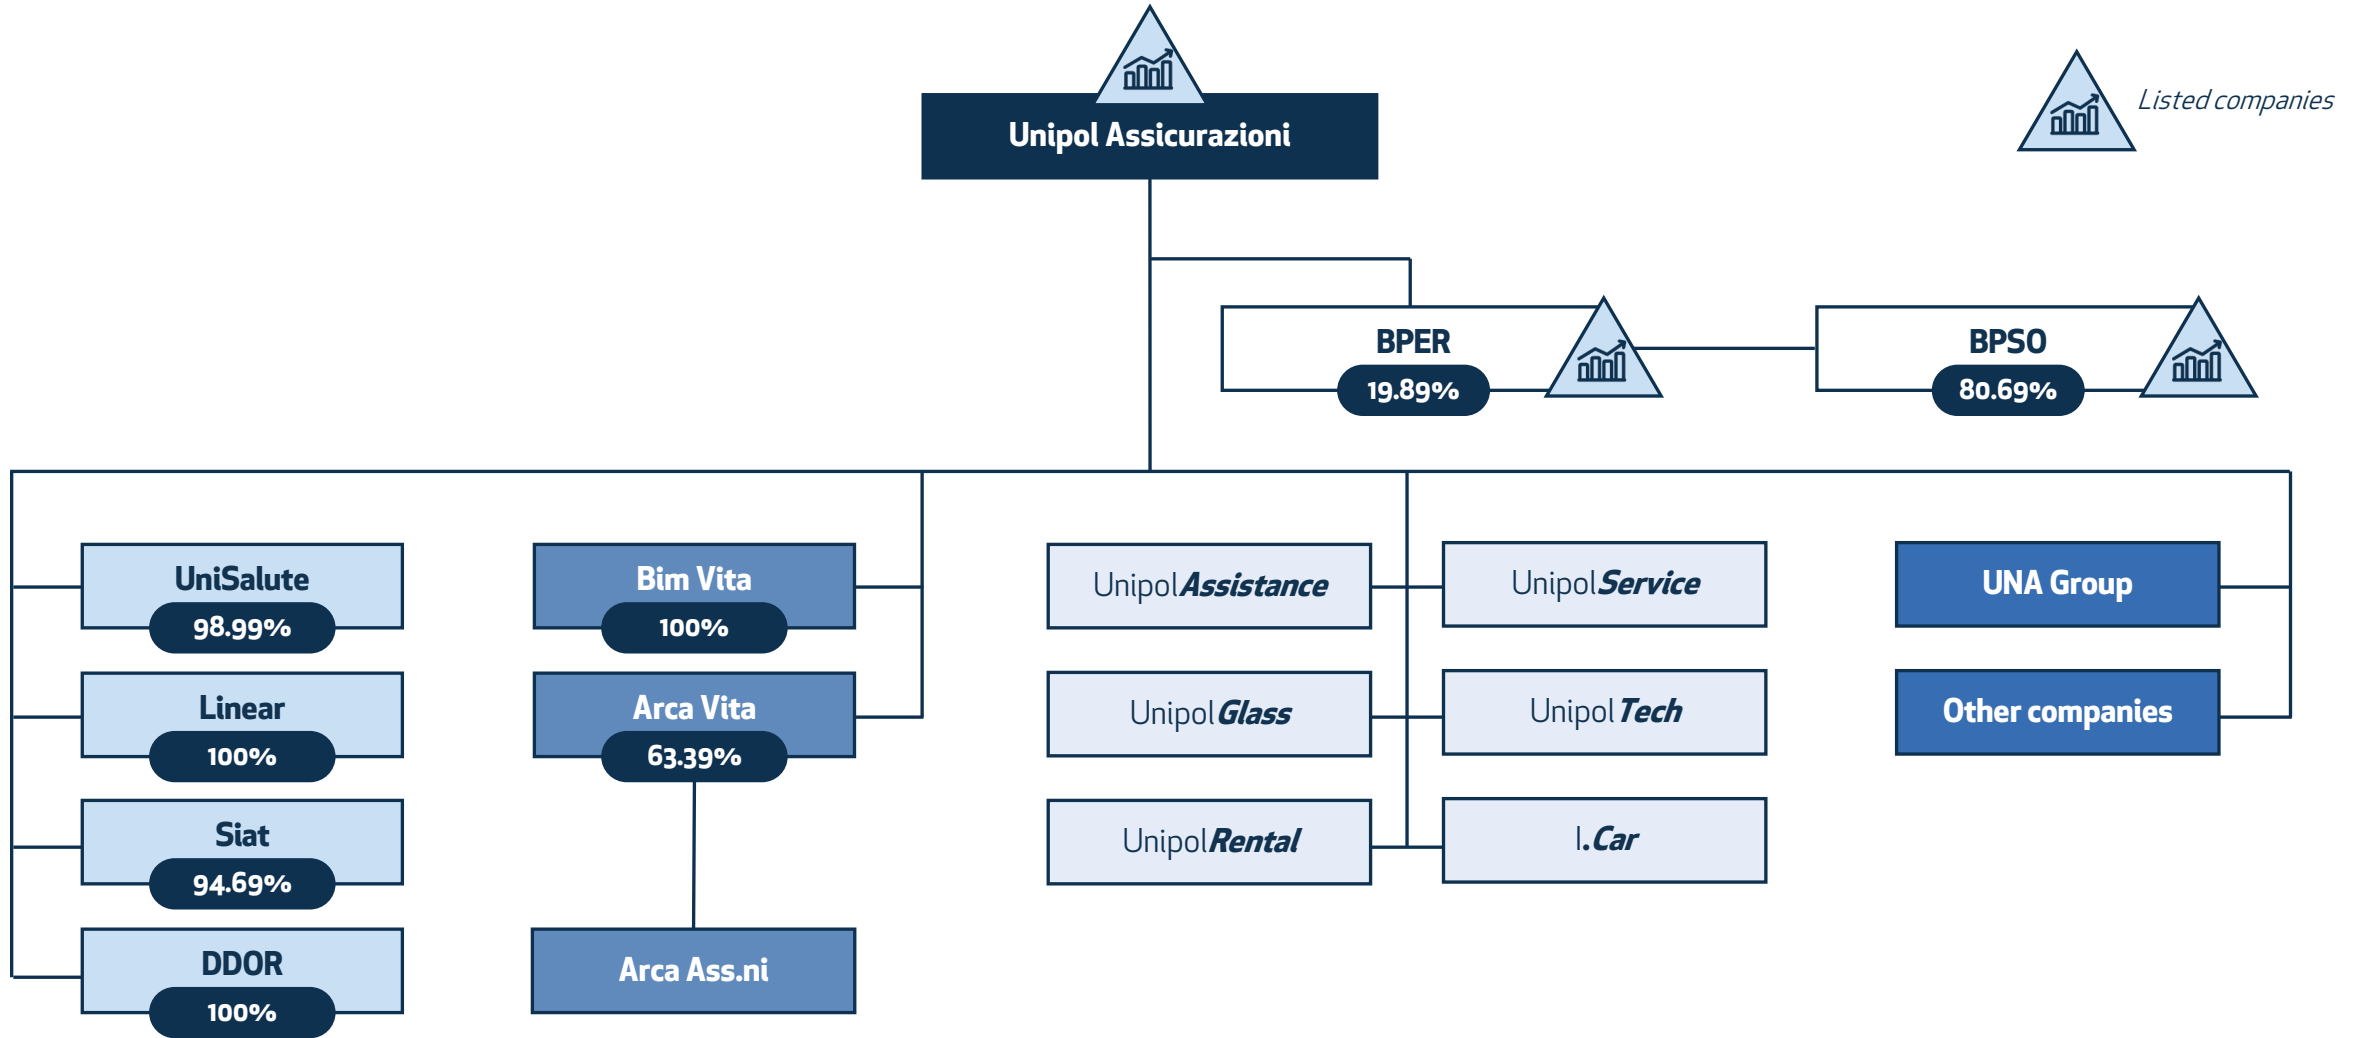 Unipol Assicurazioni
Listed companies
BPER
19.89%
BPSO
80.69%
UniSalute
98.99%
Linear
100%
Siat
94.69%
DDOR
100%
Bim Vita
100%
Arca Vita
63.39%
Arca Ass.ni
UnipolAssistance
UnipolGlass
UnipolRental
UnipolService
UnipolTech
I.Car
UNA Group
Other companies